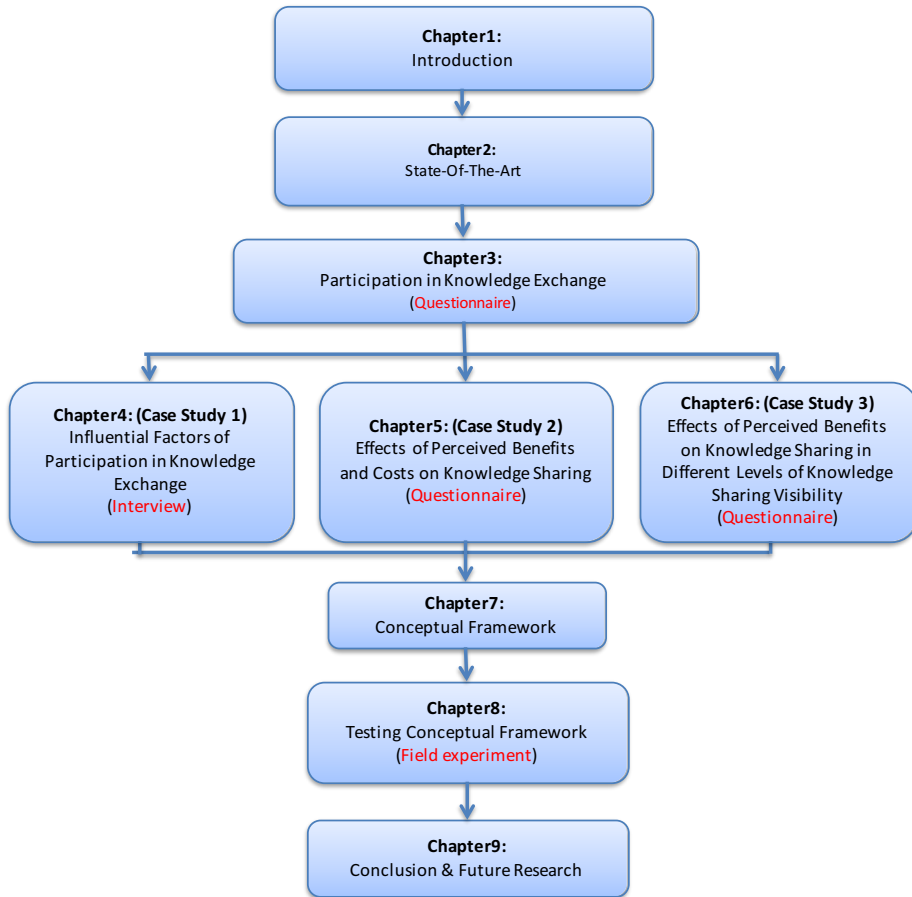 Chapter1:
Introduction
Chapter2:
State-Of-The-Art
Chapter3:
Participation in Knowledge Exchange
(Questionnaire)
Chapter4: (Case Study 1)
Influential Factors of
Participation in Knowledge
Exchange
(Interview)
Chapter5: (Case Study 2)
Effects of Perceived Benefits
and Costs on Knowledge Sharing
(Questionnaire)
Chapter6: (Case Study 3)
Effects of Perceived Benefits
on Knowledge Sharing in
Different Levels of Knowledge
Sharing Visibility
(Questionnaire)
Chapter7:
Conceptual Framework
Chapter8:
Testing Conceptual Framework
(Field experiment)
Chapter9:
Conclusion & Future Research